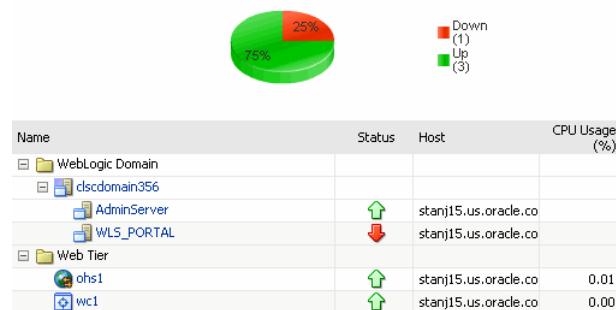 25%
75%
Down
(1)
Up
(3)
Name Status Host CPU Usage
(%)
WebLogic Domain
clscdomain356
AdminServer stanj15.us.oracle.co
WLS_PORTAL stanj15.us.oracle.co
Web Tier
ohs1 stanj15.us.oracle.co 0.01
wc1 stanj15.us.oracle.co 0.00